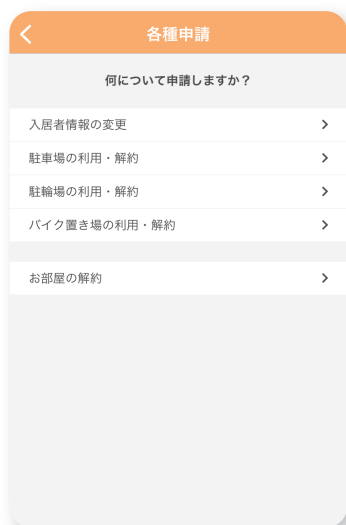 各種申請
何について申請しますか？
入居者情報の変更
駐車場の利用・解約
駐輪場の利用・解約
バイク置き場の利用・解約
お部屋の解約